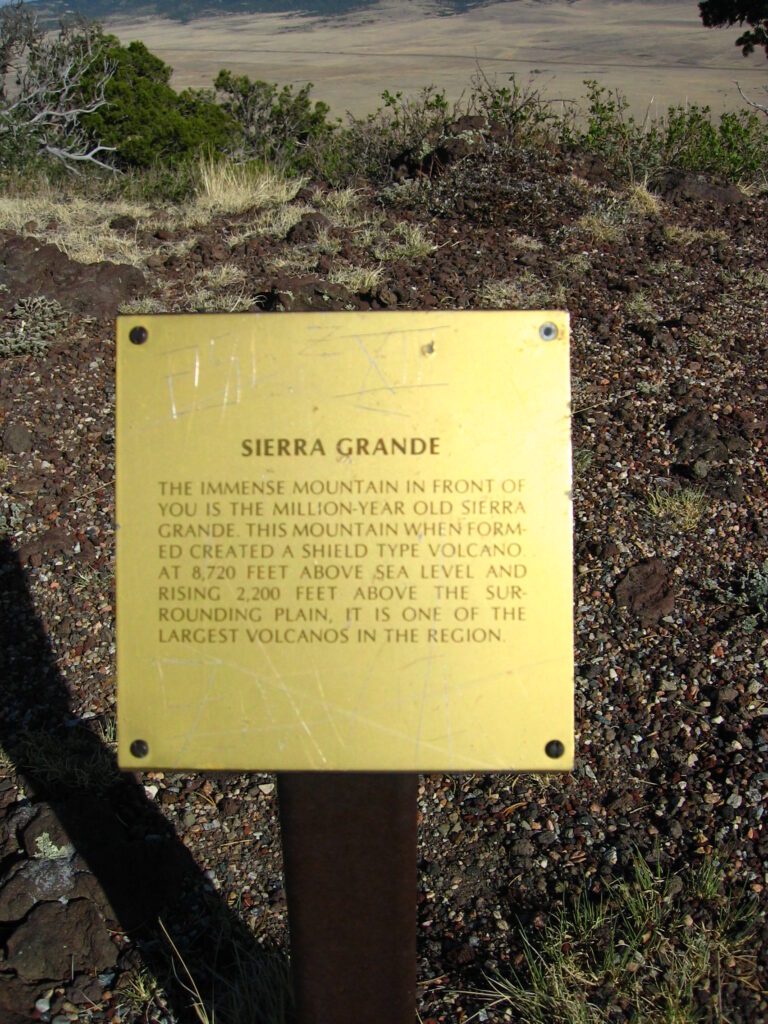 SIERRA GRANDE
THE IMMENSE MOUNTAIN IN FRONT OF
YOU IS THE MILLION-YEAR OLD SIERRA
GRANDE. THIS MOUNTAIN WHEN FORM-
ED CREATED A SHIELD TYPE VOLCANO.
AT 8,720 FEET ABOVE SEA LEVEL AND
RISING 2,200 FEET ABOVE THE SUR-
ROUNDING PLAIN, IT IS ONE OF THE
LARGEST VOLCANOS IN THE REGION.